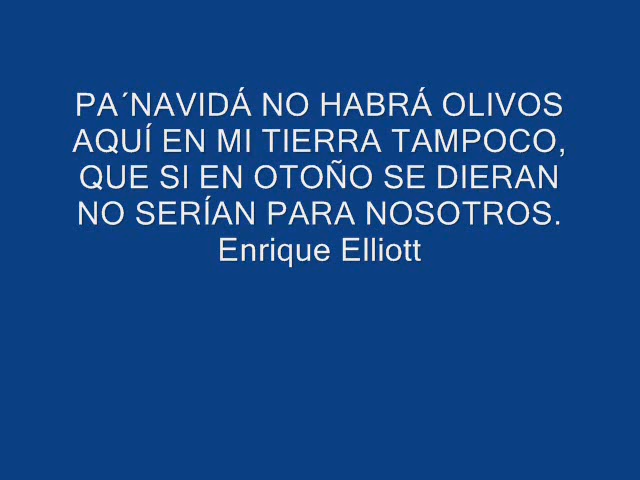 PA´NAVIDÁ NO HABRÁ OLIVOS
AQUÍ EN MI TIERRA TAMPOCO,
QUE SI EN OTOÑO SE DIERAN
NO SERÍAN PARA NOSOTROS.
Enrique Elliott